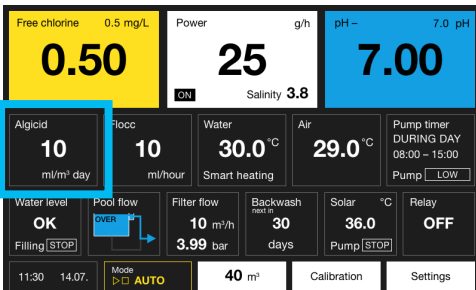 Free chlorine 0.5 mg/L
0.50
Power g/h
25
ON Salinity 3.8
pH – 7.0 pH
7.00
Algicid
10
ml/m³ day
Flocc
10
ml/hour
Water
30.0°C
Smart heating
Air
29.0°C
Pump timer
DURING DAY
08:00 – 15:00
Pump LOW
Water level
OK
Filling STOP
Pool flow
OVER
Filter flow
10 m³/h
3.99 bar
Backwash
next in
30
days
Solar °C
36.0
Pump STOP
Relay
OFF
11:30 14.07.
Mode
AUTO
40 m³
Calibration
Settings